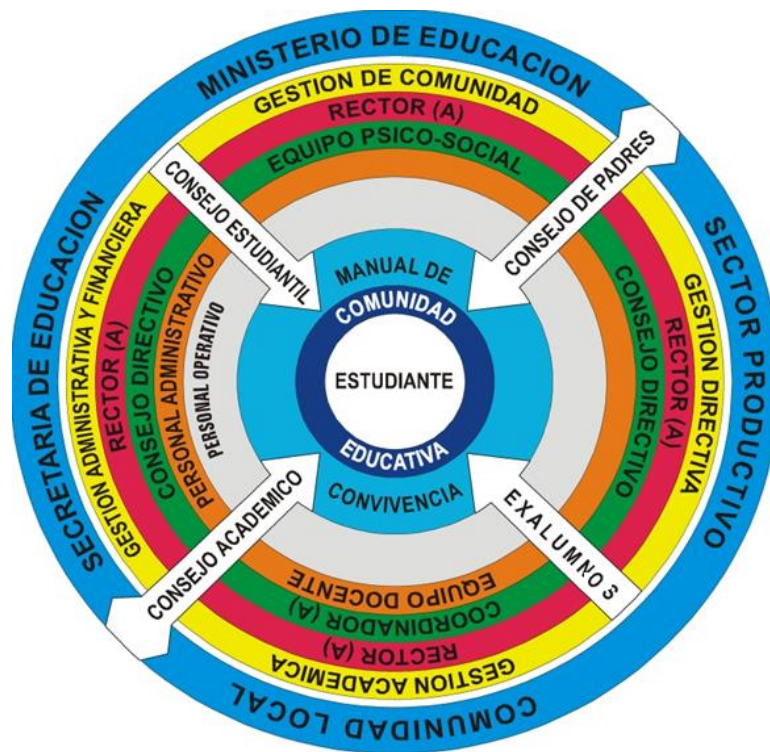 MINISTERIO DE EDUCACION
GESTION DE COMUNIDAD
RECTOR (A)
EQUIPO PSICO-SOCIAL
CONSEJO ESTUDIANTIL
CONSEJO DE PADRES
SECRETARIA DE EDUCACION
GESTION ADMINISTRATIVA Y FINANCIERA
RECTOR (A)
CONSEJO DIRECTIVO
PERSONAL ADMINISTRATIVO
PERSONAL OPERATIVO
MANUAL DE
COMUNIDAD
ESTUDIANTE
EDUCATIVA
CONVIVENCIA
CONSEJO DIRECTIVO
RECTOR (A)
GESTION DIRECTIVA
SECTOR PRODUCTIVO
CONSEJO ACADEMICO
EXALUMNOS
EQUIPO DOCENTE
COORDINADOR (A)
RECTOR (A)
GESTION ACADEMICA
COMUNIDAD LOCAL